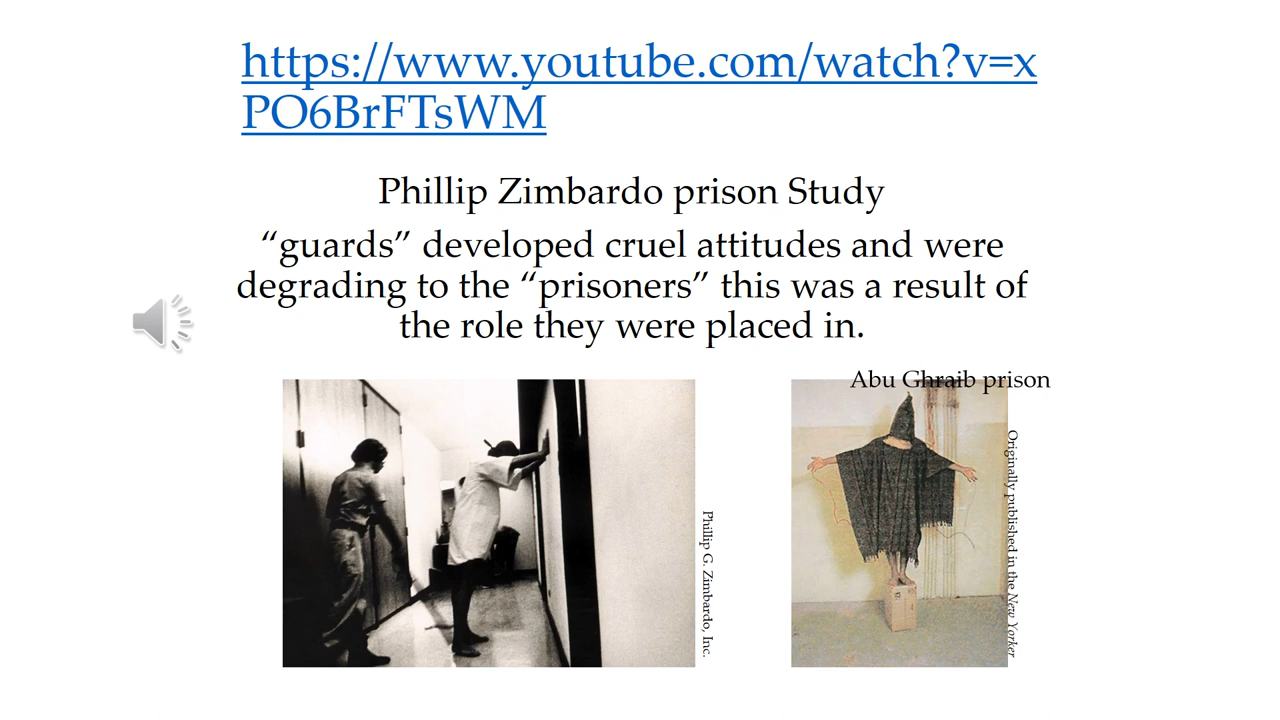 https://www.youtube.com/watch?v=x
PO6BrFTsWM
Phillip Zimbardo prison Study
“guards” developed cruel attitudes and were
degrading to the “prisoners” this was a result of
the role they were placed in.
Abu Ghraib prison
Phillip G. Zimbardo, Inc.
Originally published in the New Yorker